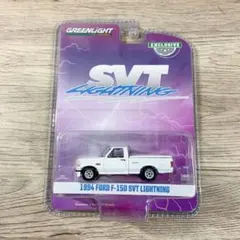 GREENLIGHT
EXCLUSIVE
SVT
LIGHTNING
1994 FORD F-150 SVT LIGHTNING